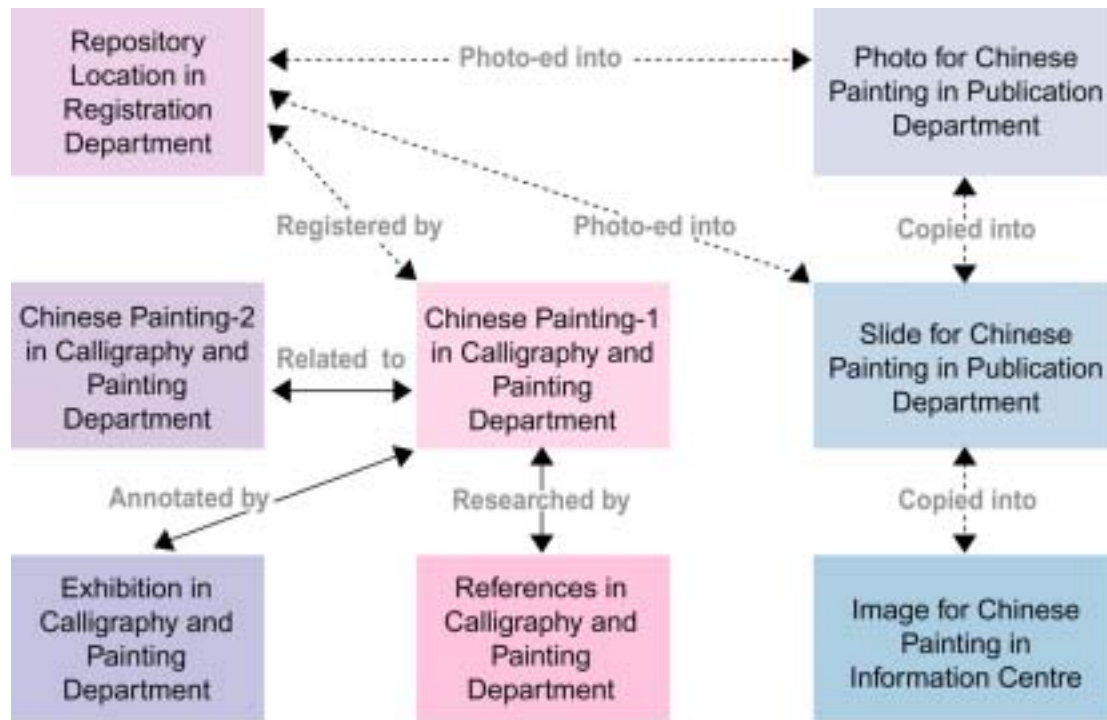 Repository
Location in
Registration
Department
Photo-ed into
Photo for Chinese
Painting in Publication
Department
Registered by
Photo-ed into
Copied into
Chinese Painting-2
in Calligraphy and
Painting
Department
Related to
Chinese Painting-1
in Calligraphy and
Painting
Department
Slide for Chinese
Painting in Publication
Department
Annotated by
Researched by
Copied into
Exhibition in
Calligraphy and
Painting
Department
References in
Calligraphy and
Painting
Department
Image for Chinese
Painting in
Information Centre